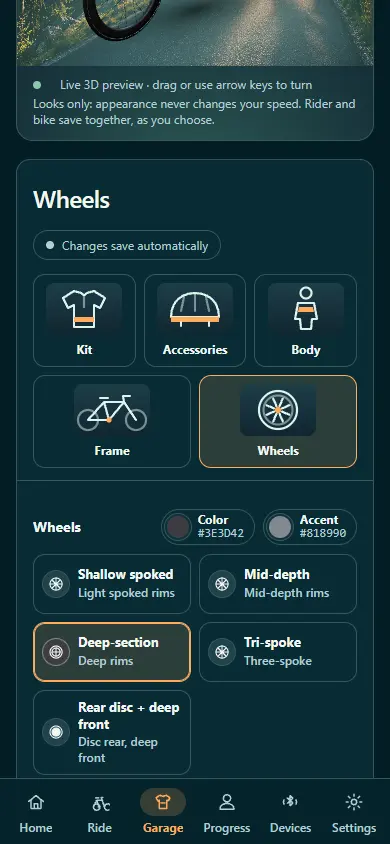 Live 3D preview · drag or use arrow keys to turn
Looks only: appearance never changes your speed. Rider and
bike save together, as you choose.
Wheels
Changes save automatically
Kit
Accessories
Body
Frame
Wheels
Wheels
Color
#3E3D42
Accent
#818990
Shallow spoked
Light spoked rims
Mid-depth
Mid-depth rims
Deep-section
Deep rims
Tri-spoke
Three-spoke
Rear disc + deep
front
Disc rear, deep
front
Home
Ride
Garage
Progress
Devices
Settings